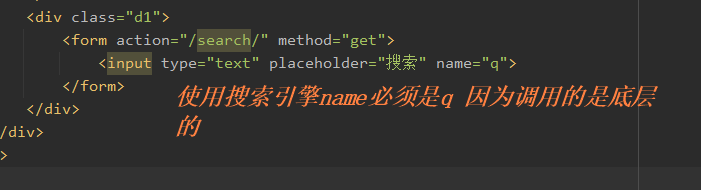 <div class="d1">
<form action="/search/" method="get">
<input type="text" placeholder="搜索" name="q">
</form>
使用搜索引擎name必须是q 因为调用的是底层
的
</div>
/div>
>